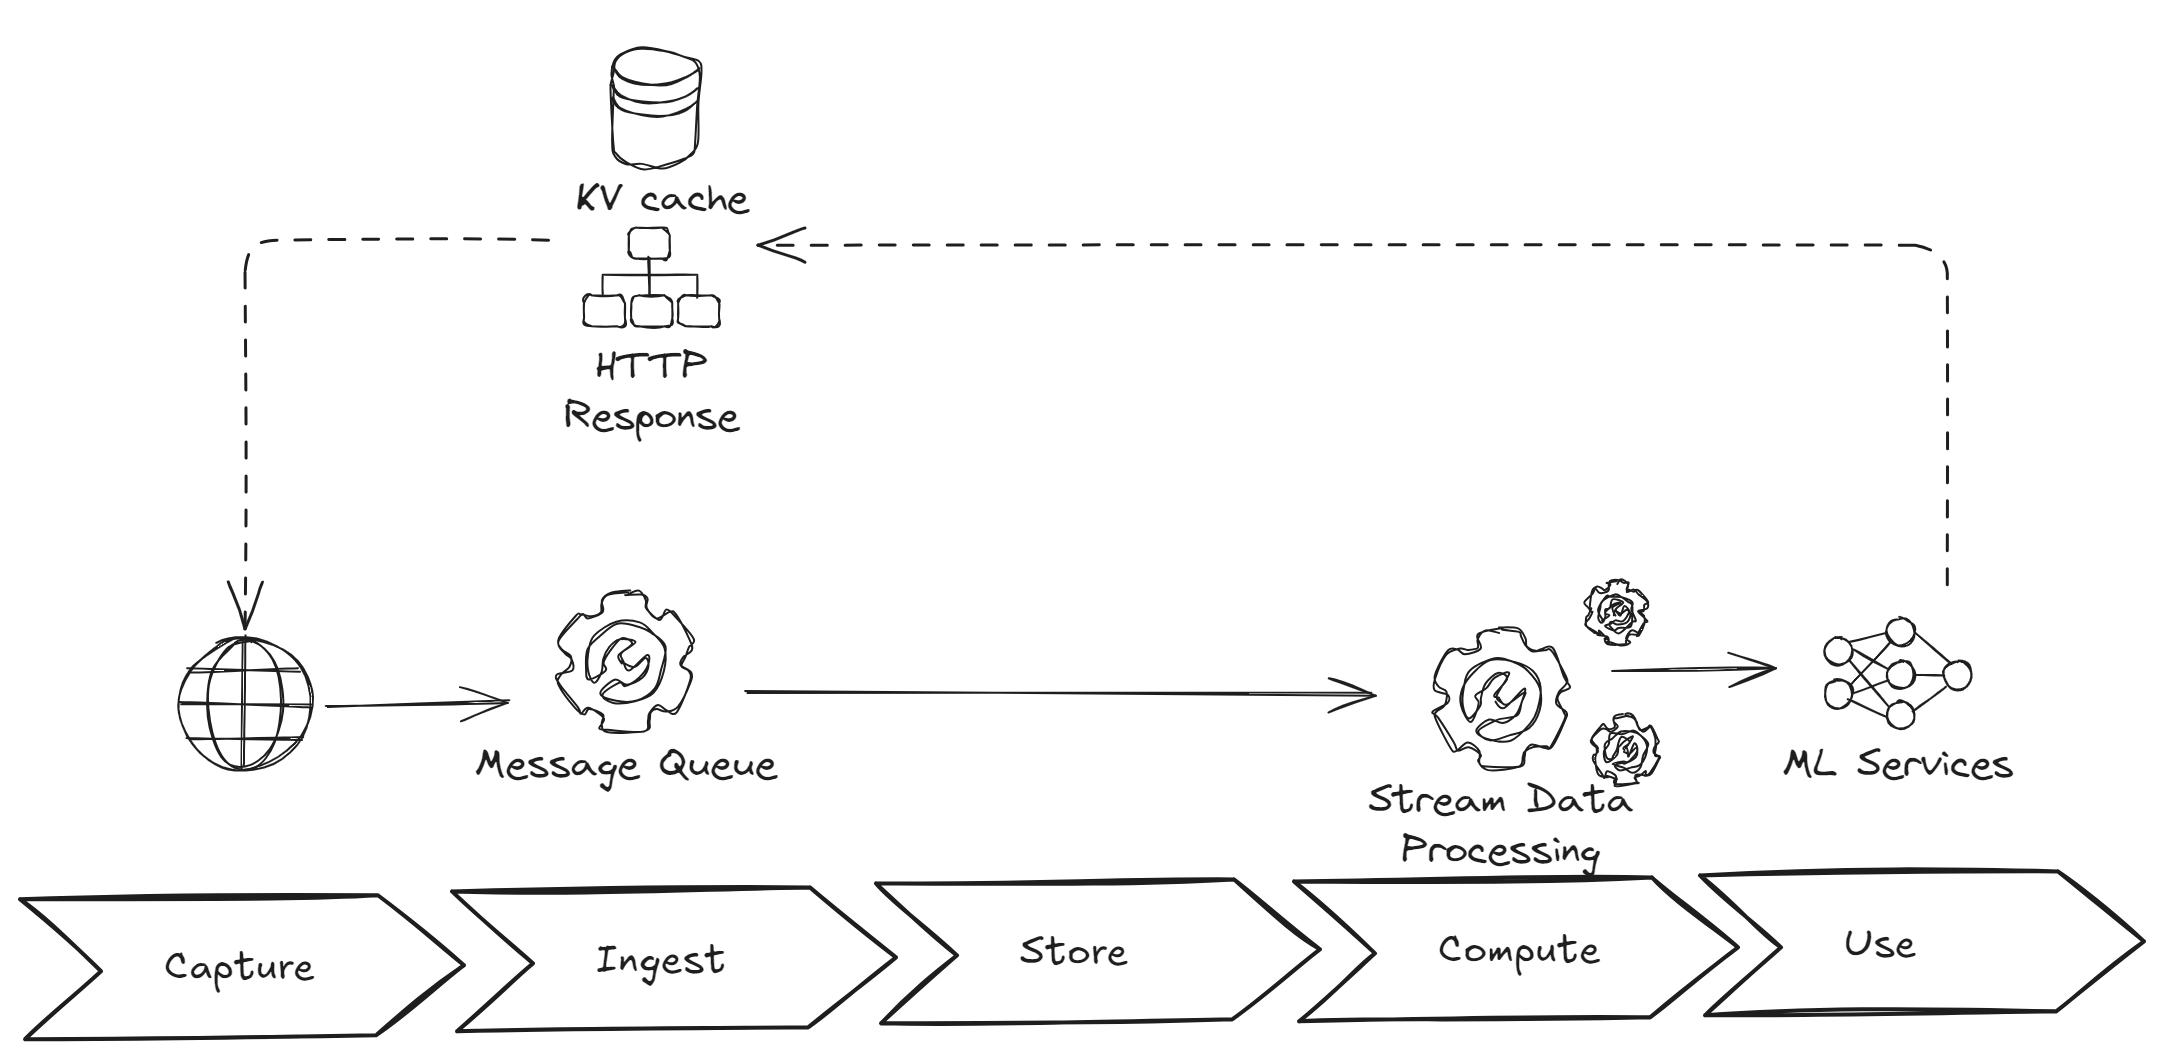 KV cache
HTTP
Response
Message Queue
Stream Data
Processing
ML Services
Capture
Ingest
Store
Compute
Use